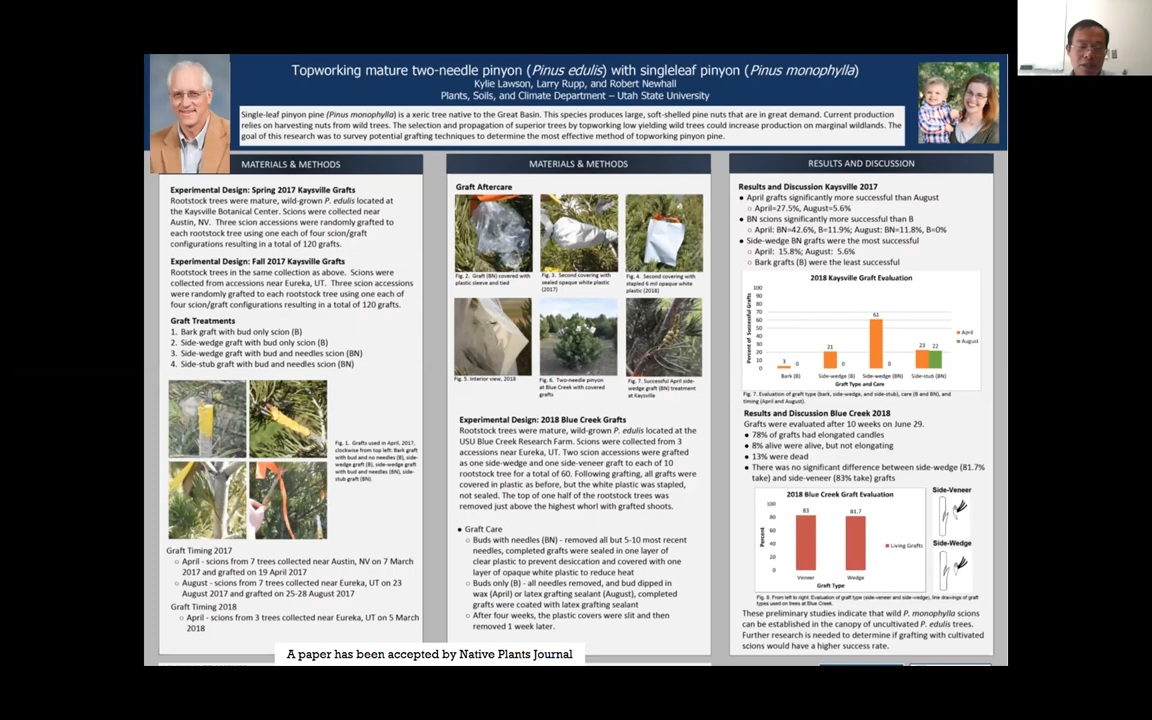 Topworking mature two-needle pinyon (Pinus edulis) with singleleaf pinyon (Pinus monophylla)
Kylie Lawson, Larry Rupp, and Robert Newhall
Plants, Soils, and Climate Department – Utah State University
Single-leaf pinyon pine (Pinus monophylla) is a xeric tree native to the Great Basin. This species produces large, soft-shelled pine nuts that are in great demand. Current production
relies on harvesting nuts from wild trees. The selection and propagation of superior trees by topworking low yielding wild trees could increase production on marginal wildlands. The
goal of this research was to survey potential grafting techniques to determine the most effective method of topworking pinyon pine.
MATERIALS & METHODS
Experimental Design: Spring 2017 Kaysville Grafts
Rootstock trees were mature, wild-grown P. edulis located at
the Kaysville Botanical Center. Scions were collected near
Austin, NV. Three scion accessions were randomly grafted to
each rootstock tree using one each of four scion/graft
configurations resulting in a total of 120 grafts.
Experimental Design: Fall 2017 Kaysville Grafts
Rootstock trees in the same collection as above. Scions were
collected from accessions near Eureka, UT. Three scion accessions
were randomly grafted to each rootstock tree using one each of
four scion/graft configurations resulting in a total of 120 grafts.
Graft Treatments
1. Bark graft with bud only scion (B)
2. Side-wedge graft with bud only scion (B)
3. Side-wedge graft with bud and needles scion (BN)
4. Side-stub graft with bud and needles scion (BN)
Fig. 1. Grafts used in April, 2017,
clockwise from top left: Bark graft
with bud and no needles (B), side-
wedge graft (B), side-wedge graft
with bud and needles (BN), side-
stub graft (BN).
Graft Timing 2017
○ April - scions from 7 trees collected near Austin, NV on 7 March
2017 and grafted on 19 April 2017
○ August - scions from 7 trees collected near Eureka, UT on 23
August 2017 and grafted on 25-28 August 2017
Graft Timing 2018
○ April - scions from 3 trees collected near Eureka, UT on 5 March
2018
MATERIALS & METHODS
Graft Aftercare
Fig. 2. Graft (BN) covered with
plastic sleeve and tied
Fig. 3. Second covering with
sealed opaque white plastic
(2017)
Fig. 4. Second covering with
stapled 6 mil opaque white
plastic (2018)
Fig. 5. Interior view, 2018
Fig. 6. Two-needle pinyon
at Blue Creek with covered
grafts
Fig. 7. Successful April side-
wedge graft (BN) treatment
at Kaysville
Experimental Design: 2018 Blue Creek Grafts
Rootstock trees were mature, wild-grown P. edulis located at the
USU Blue Creek Research Farm. Scions were collected from 3
accessions near Eureka, UT. Two scion accessions were grafted
as one side-wedge and one side-veneer graft to each of 10
rootstock tree for a total of 60. Following grafting, all grafts were
covered in plastic as before, but the white plastic was stapled,
not sealed. The top of one half of the rootstock trees was
removed just above the highest whorl with grafted shoots.
● Graft Care
○ Buds with needles (BN) - removed all but 5-10 most recent
needles, completed grafts were sealed in one layer of
clear plastic to prevent desiccation and covered with one
layer of opaque white plastic to reduce heat
○ Buds only (B) - all needles removed, and bud dipped in
wax (April) or latex grafting sealant (August), completed
grafts were coated with latex grafting sealant
○ After four weeks, the plastic covers were slit and then
removed 1 week later.
RESULTS AND DISCUSSION
Results and Discussion Kaysville 2017
● April grafts significantly more successful than August
○ April=27.5%, August=5.6%
● BN scions significantly more successful than B
○ April: BN=42.6%, B=11.9%; August: BN=11.8%, B=0%
● Side-wedge BN grafts were the most successful
○ April: 15.8%; August: 5.6%
○ Bark grafts (B) were the least successful
2018 Kaysville Graft Evaluation
Percent of Successful Grafts
100
90
80
70
60
50
40
30
20
10
0
3 0 21 0 61 0 23 22
Bark (B) Side-wedge (B) Side-wedge (BN) Side-stub (BN)
Graft Type and Care
April
August
Fig. 7. Evaluation of graft type (bark, side-wedge, and side-stub), care (B and BN), and
timing (April and August).
Results and Discussion Blue Creek 2018
Grafts were evaluated after 10 weeks on June 29.
● 78% of grafts had elongated candles
● 8% alive were alive, but not elongating
● 13% were dead
● There was no significant difference between side-wedge (81.7%
take) and side-veneer (83% take) grafts
2018 Blue Creek Graft Evaluation
Percent
100
80
60
40
20
0
83 81.7
Veneer Wedge
Graft Type
Living Grafts
Side-Veneer
Side-Wedge
Fig. 8. From left to right: Evaluation of graft type (side-veneer and side-wedge), line drawings of graft
types used on trees at Blue Creek.
These preliminary studies indicate that wild P. monophylla scions
can be established in the canopy of uncultivated P. edulis trees.
Further research is needed to determine if grafting with cultivated
scions would have a higher success rate.
A paper has been accepted by Native Plants Journal